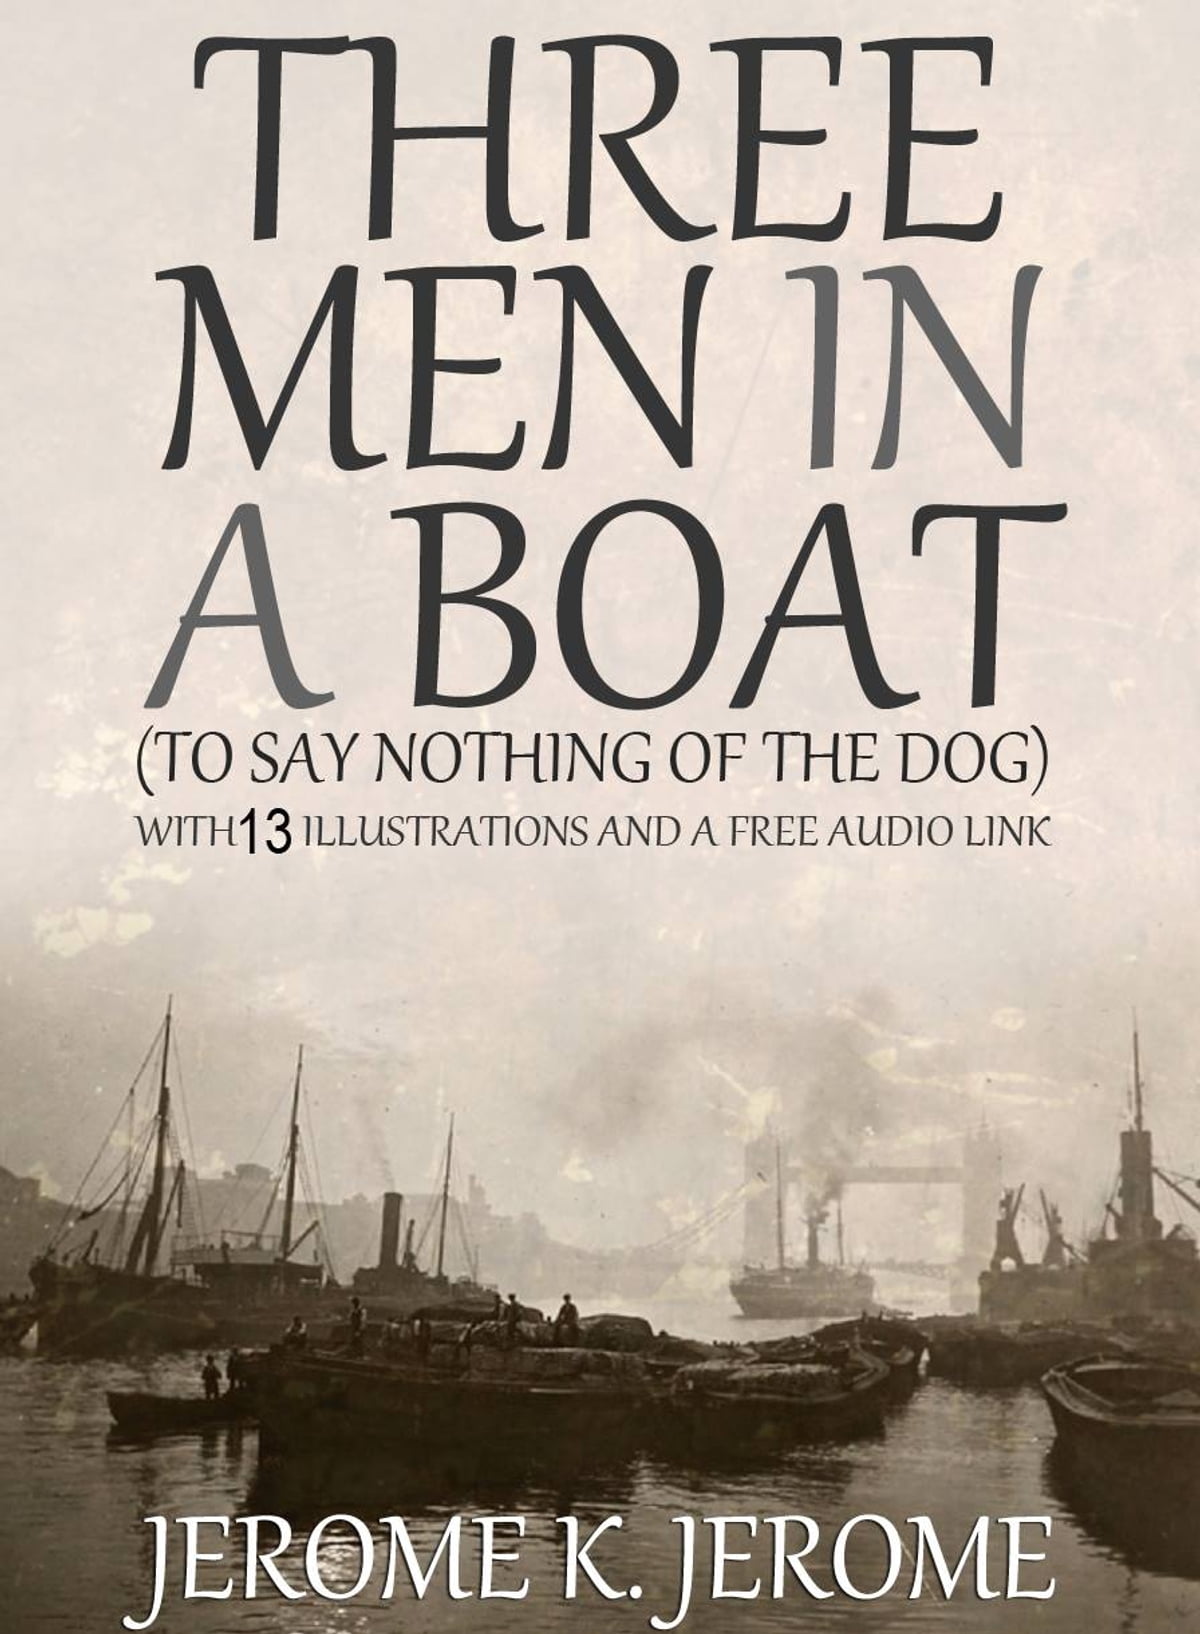 THREE
MEN IN
A BOAT
(TO SAY NOTHING OF THE DOG)
WITH 13 ILLUSTRATIONS AND A FREE AUDIO LINK
JEROME K. JEROME